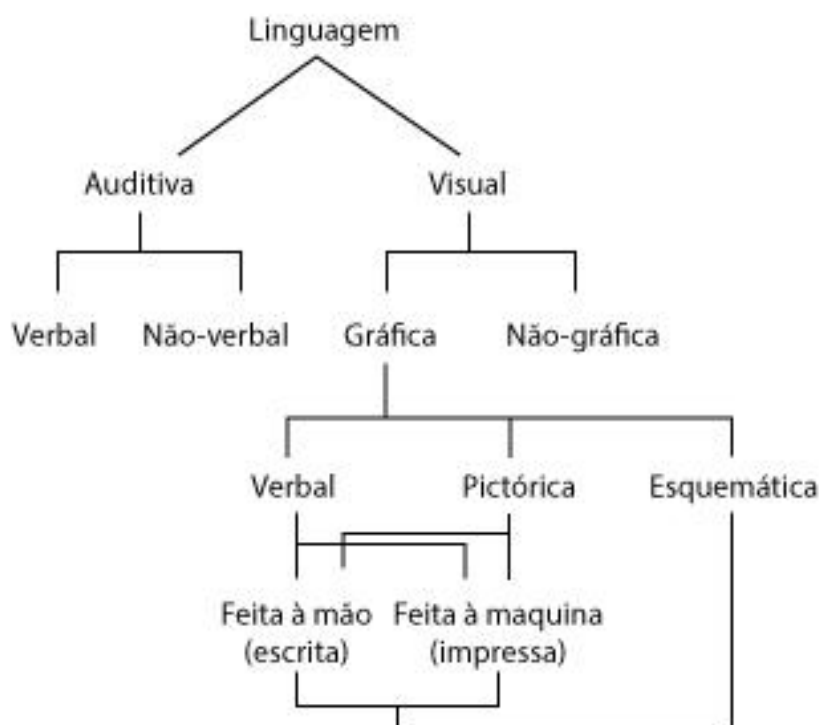 Linguagem
Auditiva Visual
Verbal Não-verbal Gráfica Não-gráfica
Verbal Pictórica Esquemática
Feita à mão Feita à maquina
(escrita) (impressa)